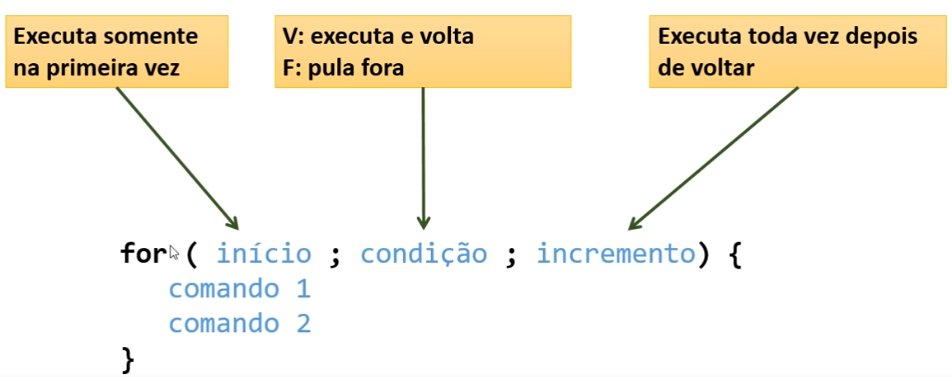 Executa somente
na primeira vez
V: executa e volta
F: pula fora
Executa toda vez depois
de voltar
for ( início ; condição ; incremento) {
comando 1
comando 2
}